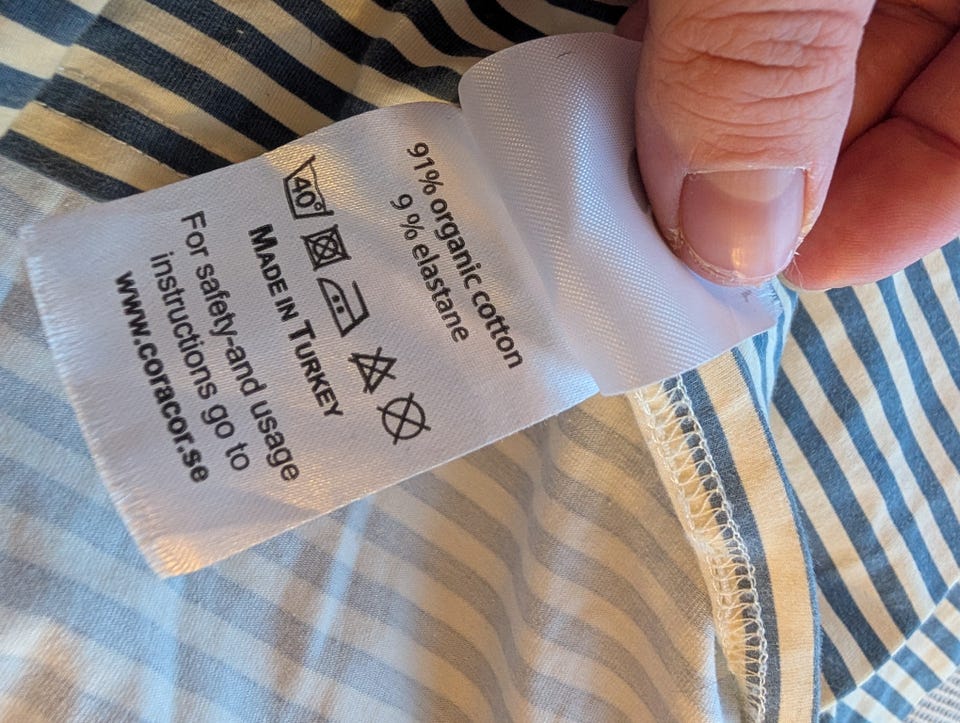 91% organic cotton
9 % elastane
40°
MADE IN TURKEY
For safety-and usage
instructions go to
www.coracor.se